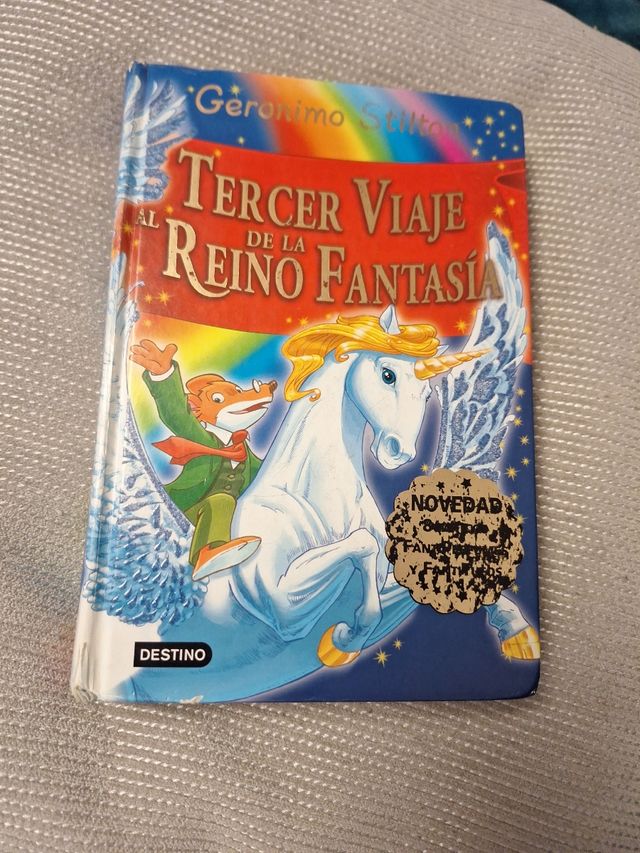 Geronimo Stilton
TERCER VIAJE
AL
DE LA
REINO FANTASÍA
NOVEDAD
DESTINO